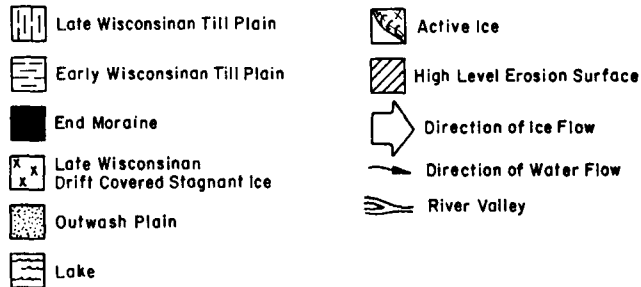 Late Wisconsinan Till Plain
Early Wisconsinan Till Plain
End Moraine
Late Wisconsinan
Drift Covered Stagnant Ice
Outwash Plain
Lake
Active Ice
High Level Erosion Surface
Direction of Ice Flow
Direction of Water Flow
River Valley